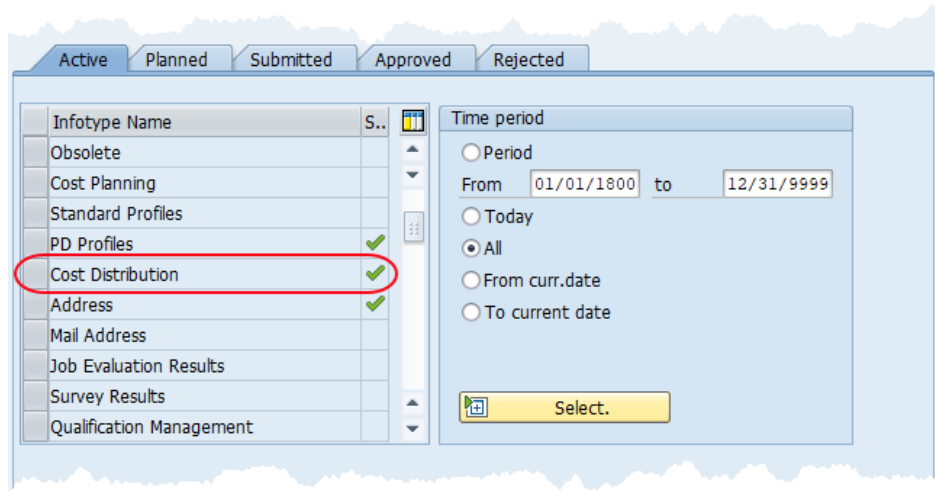 Active Planned Submitted Approved Rejected
Infotype Name S..
Obsolete
Cost Planning
Standard Profiles
PD Profiles
Cost Distribution
Address
Mail Address
Job Evaluation Results
Survey Results
Qualification Management
Time period
Period
From 01/01/1800 to 12/31/9999
Today
All
From curr.date
To current date
Select.